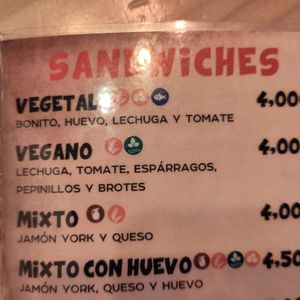 SANDWiCHES
VEGETAL 4,00
BONITO, HUEVO, LECHUGA Y TOMATE
VEGANO 4,00
LECHUGA, TOMATE, ESPÁRRAGOS,
PEPINILLOS Y BROTES
MiXTO 4,00
JAMÓN YORK Y QUESO
MiXTO CON HUEVO 4,50
JAMÓN YORK, QUESO Y HUEVO